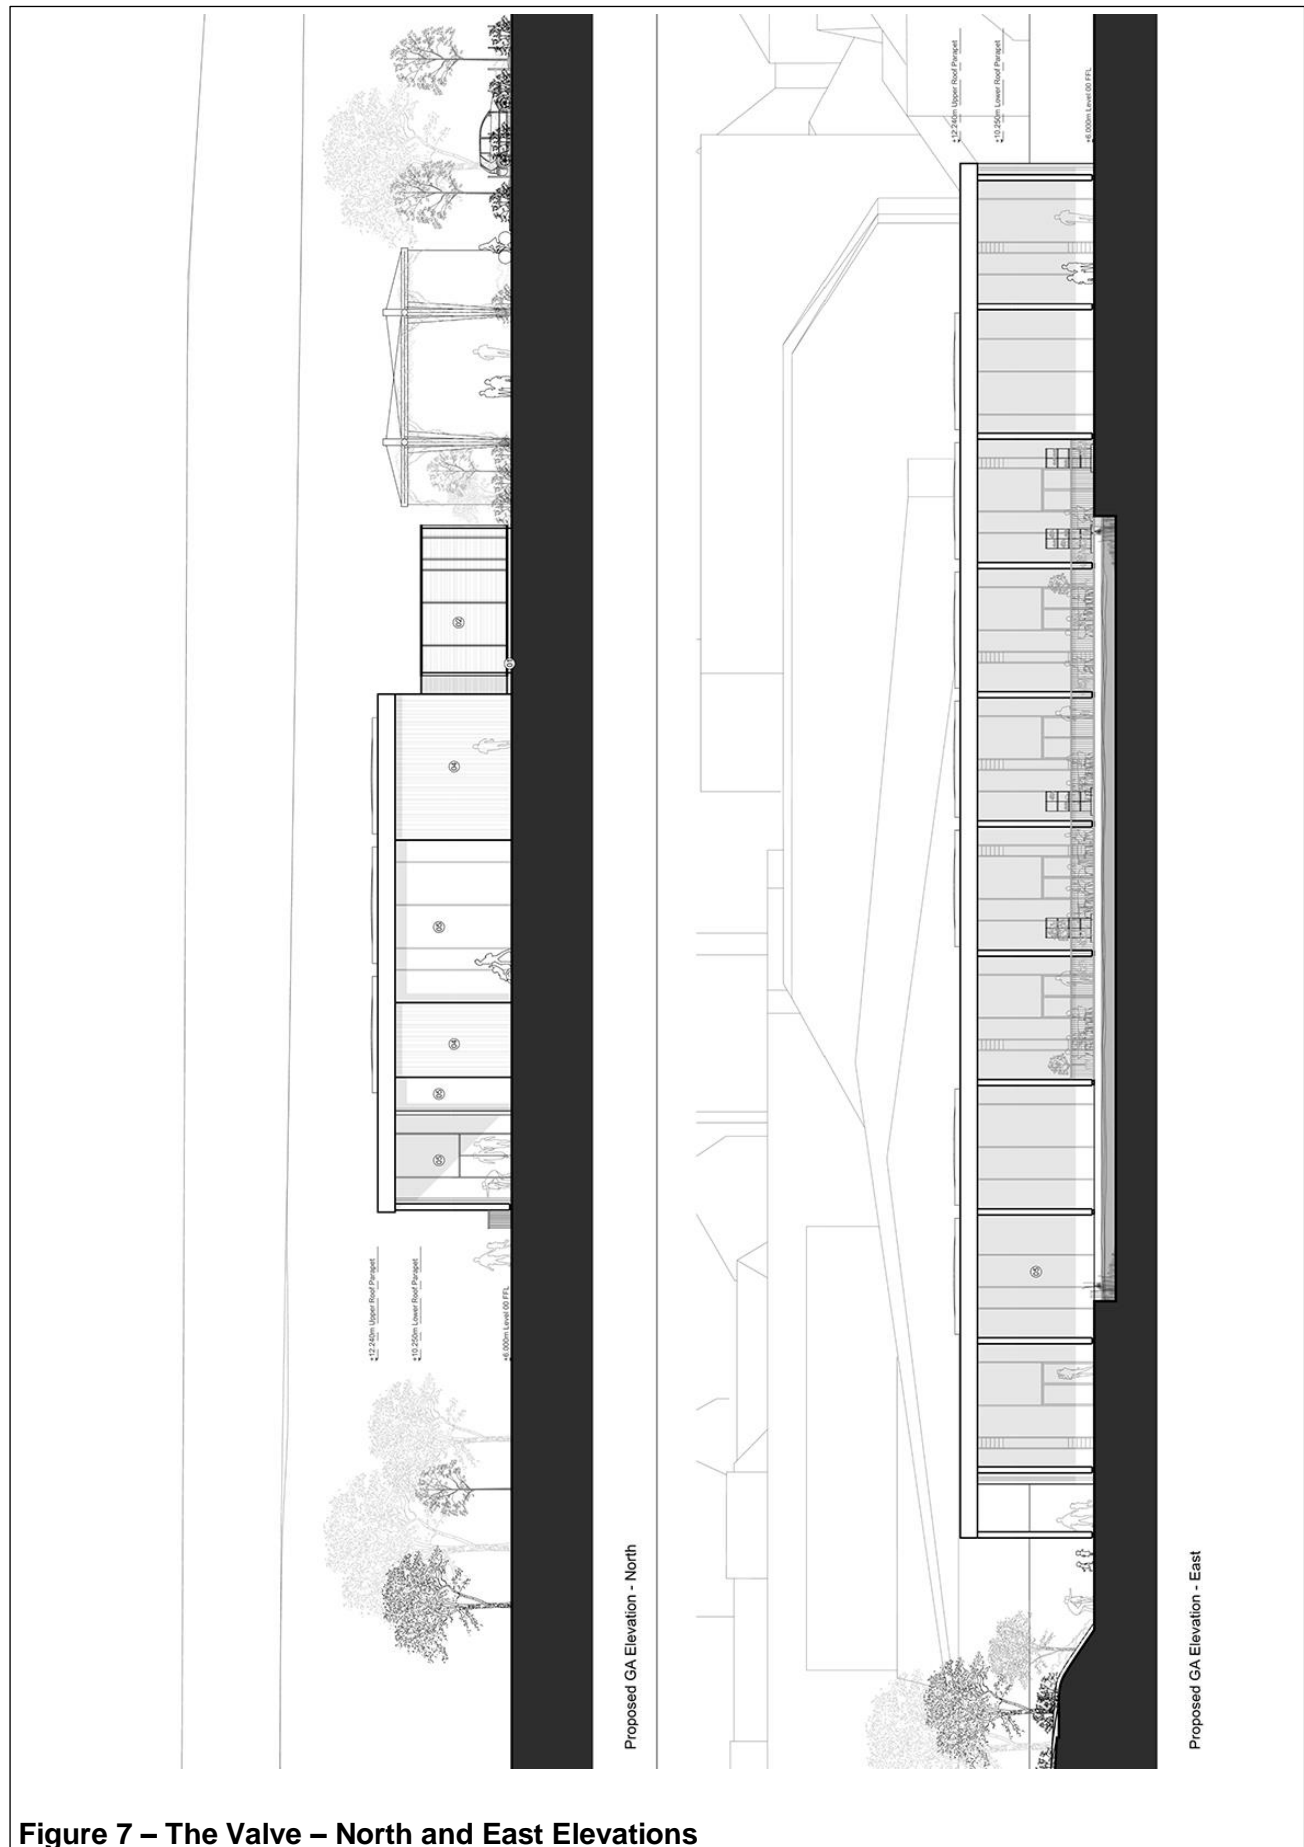 +12.240m Upper Roof Parapet
+10.250m Lower Roof Parapet
+6.000m Level 00 FFL
Proposed GA Elevation - North
+12.240m Upper Roof Parapet
+10.250m Lower Roof Parapet
+6.000m Level 00 FFL
Proposed GA Elevation - East
Figure 7 – The Valve – North and East Elevations